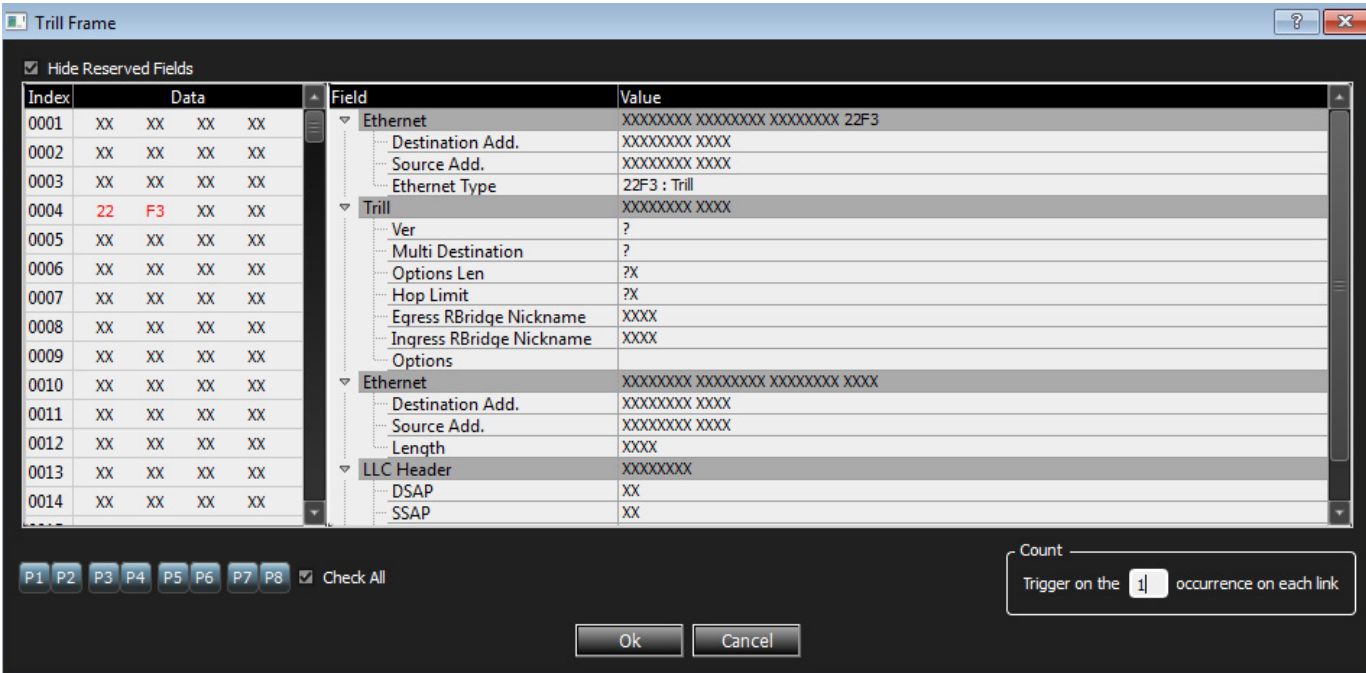 Trill Frame
Hide Reserved Fields
Index Data Field Value
0001 XX XX XX XX
0002 XX XX XX XX
0003 XX XX XX XX
0004 22 F3 XX XX
0005 XX XX XX XX
0006 XX XX XX XX
0007 XX XX XX XX
0008 XX XX XX XX
0009 XX XX XX XX
0010 XX XX XX XX
0011 XX XX XX XX
0012 XX XX XX XX
0013 XX XX XX XX
0014 XX XX XX XX
Ethernet XXXXXXXX XXXXXXXX XXXXXXXX 22F3
Destination Add. XXXXXXXX XXXX
Source Add. XXXXXXXX XXXX
Ethernet Type 22F3 : Trill
Trill XXXXXXXX XXXX
Ver ?
Multi Destination ?
Options Len ?X
Hop Limit ?X
Egress RBridge Nickname XXXX
Ingress RBridge Nickname XXXX
Options
Ethernet XXXXXXXX XXXXXXXX XXXXXXXX XXXX
Destination Add. XXXXXXXX XXXX
Source Add. XXXXXXXX XXXX
Length XXXX
LLC Header XXXXXXXX
DSAP XX
SSAP XX
P1 P2 P3 P4 P5 P6 P7 P8 Check All
Count
Trigger on the 1 occurrence on each link
Ok Cancel